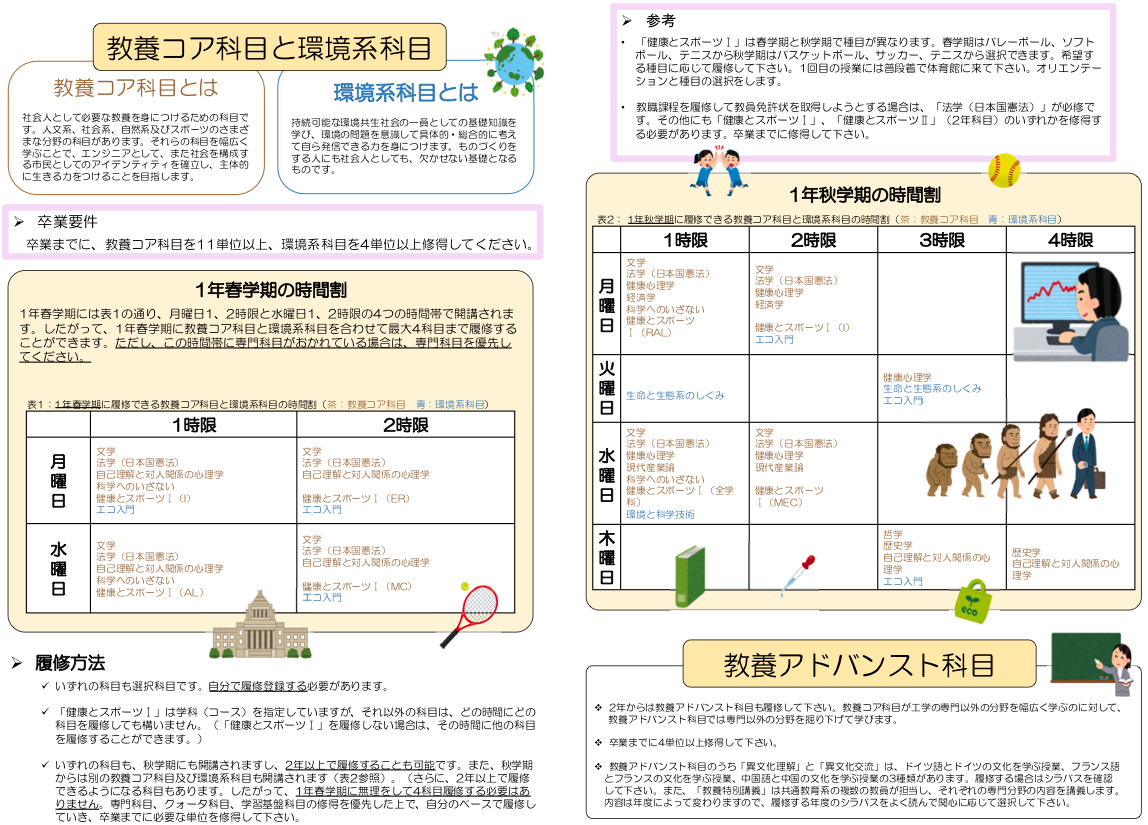 教養コア科目と環境系科目
教養コア科目とは
社会人として必要な教養を身につけるための科目で
す。人文系、社会系、自然系及びスポーツのさまざ
まな分野の科目があります。それらの科目を幅広く
学ぶことで、エンジニアとして、また社会を構成す
る市民としてのアイデンティティを確立し、主体的
に生きる力をつけることを目指します。
環境系科目とは
持続可能な環境共生社会の一員としての基礎知識を
学び、環境の問題を意識して具体的・総合的に考え
て自ら発信できる力を身につけます。ものづくりを
する人にも社会人としても、欠かせない基礎となる
ものです。
➢ 卒業要件
卒業までに、教養コア科目を11単位以上、環境系科目を4単位以上修得してください。
1年春学期の時間割
1年春学期には表1の通り、月曜日1、2時限と水曜日1、2時限の4つの時間帯で開講されま
す。したがって、1年春学期に教養コア科目と環境系科目を合わせて最大4科目まで履修する
ことができます。ただし、この時間帯に専門科目がおかれている場合は、専門科目を優先し
てください。
表1：1年春学期に履修できる教養コア科目と環境系科目の時間割（茶：教養コア科目　青：環境系科目）
1時限
2時限
月曜日
文学
法学（日本国憲法）
自己理解と対人関係の心理学
科学へのいざない
健康とスポーツⅠ（I）
エコ入門
文学
法学（日本国憲法）
自己理解と対人関係の心理学
健康とスポーツⅠ（ER）
エコ入門
水曜日
文学
法学（日本国憲法）
自己理解と対人関係の心理学
科学へのいざない
健康とスポーツⅠ（AL）
文学
法学（日本国憲法）
自己理解と対人関係の心理学
健康とスポーツⅠ（MC）
エコ入門
➢ 履修方法
✓ いずれの科目も選択科目です。自分で履修登録する必要があります。
✓ 「健康とスポーツⅠ」は学科（コース）を指定していますが、それ以外の科目は、どの時間にどの
科目を履修しても構いません。（「健康とスポーツⅠ」を履修しない場合は、その時間に他の科目
を履修することができます。）
✓ いずれの科目も、秋学期にも開講されますし、2年以上で履修することも可能です。また、秋学期
からは別の教養コア科目及び環境系科目も開講されます（表2参照）。（さらに、2年以上で履修
できるようになる科目もあります。したがって、1年春学期に無理をして4科目履修する必要はあ
りません。専門科目、クォータ科目、学習基盤科目の修得を優先した上で、自分のペースで履修し
ていき、卒業までに必要な単位を修得して下さい。
➢ 参考
• 「健康とスポーツⅠ」は春学期と秋学期で種目が異なります。春学期はバレーボール、ソフト
ボール、テニスから秋学期はバスケットボール、サッカー、テニスから選択できます。希望す
る種目に応じて履修して下さい。1回目の授業には普段着で体育館に来て下さい。オリエンテー
ションと種目の選択をします。
• 教職課程を履修して教員免許状を取得しようとする場合は、「法学（日本国憲法）」が必修で
す。その他にも「健康とスポーツⅠ」、「健康とスポーツⅡ」（2年科目）のいずれかを修得す
る必要があります。卒業までに修得して下さい。
1年秋学期の時間割
表2： 1年秋学期に履修できる教養コア科目と環境系科目の時間割（茶：教養コア科目　青：環境系科目）
1時限
2時限
3時限
4時限
月曜日
文学
法学（日本国憲法）
健康心理学
経済学
科学へのいざない
健康とスポーツ
Ⅰ（RAL）
文学
法学（日本国憲法）
健康心理学
経済学
健康とスポーツⅠ（I）
エコ入門
火曜日
生命と生態系のしくみ
健康心理学
生命と生態系のしくみ
エコ入門
水曜日
文学
法学（日本国憲法）
健康心理学
現代産業論
科学へのいざない
健康とスポーツⅠ（全学
科）
環境と科学技術
文学
法学（日本国憲法）
健康心理学
現代産業論
健康とスポーツ
Ⅰ（MEC）
木曜日
哲学
歴史学
自己理解と対人関係の心
理学
エコ入門
歴史学
自己理解と対人関係の心
理学
eco
教養アドバンスト科目
❖ 2年からは教養アドバンスト科目も履修して下さい。教養コア科目が工学の専門以外の分野を幅広く学ぶのに対して、
教養アドバンスト科目では専門以外の分野を掘り下げて学びます。
❖ 卒業までに4単位以上修得して下さい。
❖ 教養アドバンスト科目のうち「異文化理解」と「異文化交流」は、ドイツ語とドイツの文化を学ぶ授業、フランス語
とフランスの文化を学ぶ授業、中国語と中国の文化を学ぶ授業の3種類があります。履修する場合はシラバスを確認
して下さい。また、「教養特別講義」は共通教育系の複数の教員が担当し、それぞれの専門分野の内容を講義します。
内容は年度によって変わりますので、履修する年度のシラバスをよく読んで関心に応じて選択して下さい。